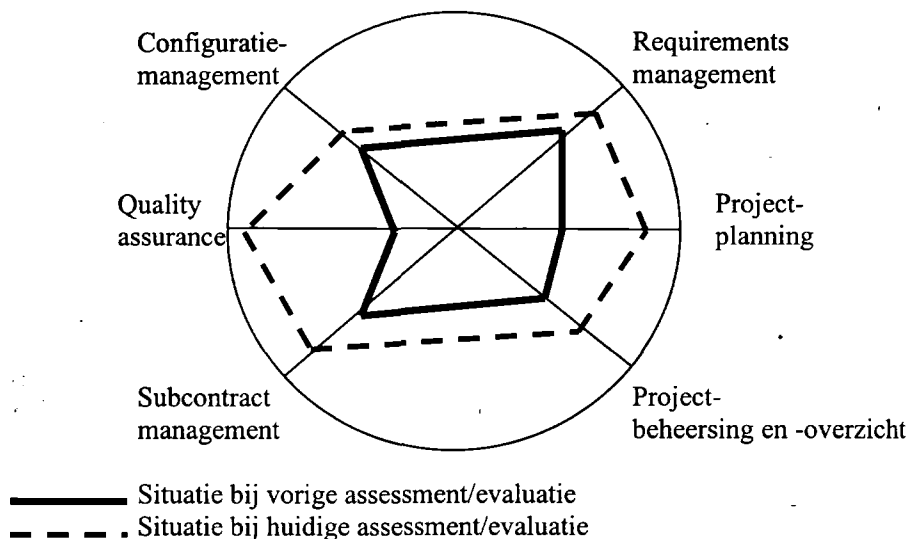 Configuratie-
management
Requirements
management
Quality
assurance
Project-
planning
Subcontract
management
Project-
beheersing en -overzicht
Situatie bij vorige assessment/evaluatie
Situatie bij huidige assessment/evaluatie